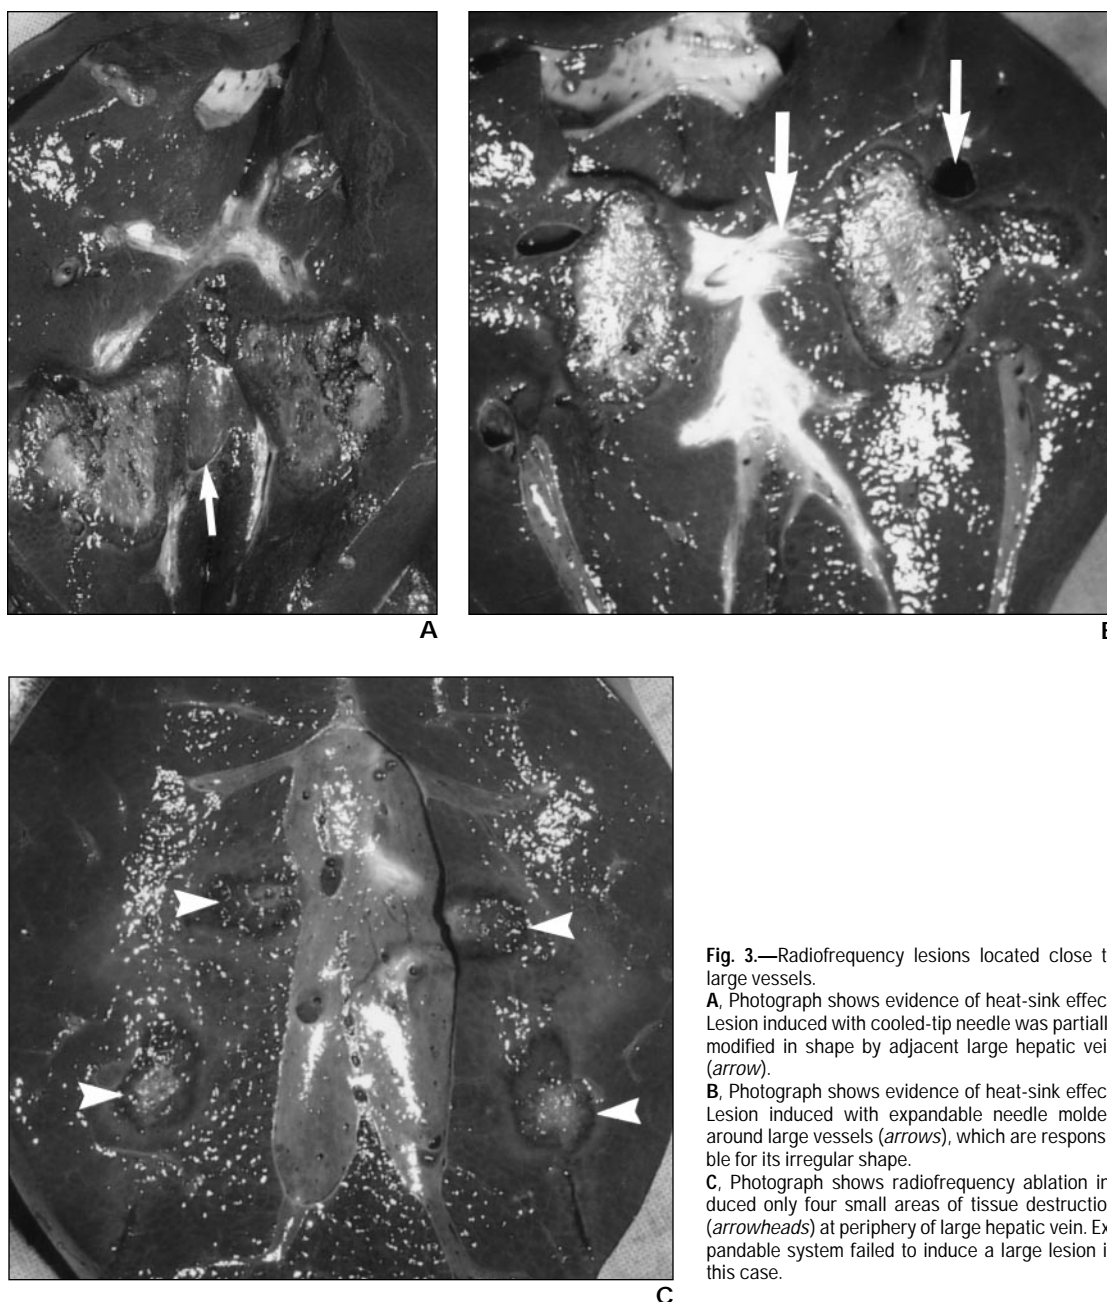 A
B
C
Fig. 3.—Radiofrequency lesions located close t
large vessels.
A, Photograph shows evidence of heat-sink effec
Lesion induced with cooled-tip needle was partiall
modified in shape by adjacent large hepatic vei
(arrow).
B, Photograph shows evidence of heat-sink effec
Lesion induced with expandable needle molde
around large vessels (arrows), which are respons
ble for its irregular shape.
C, Photograph shows radiofrequency ablation in
duced only four small areas of tissue destructio
(arrowheads) at periphery of large hepatic vein. Ex
pandable system failed to induce a large lesion i
this case.